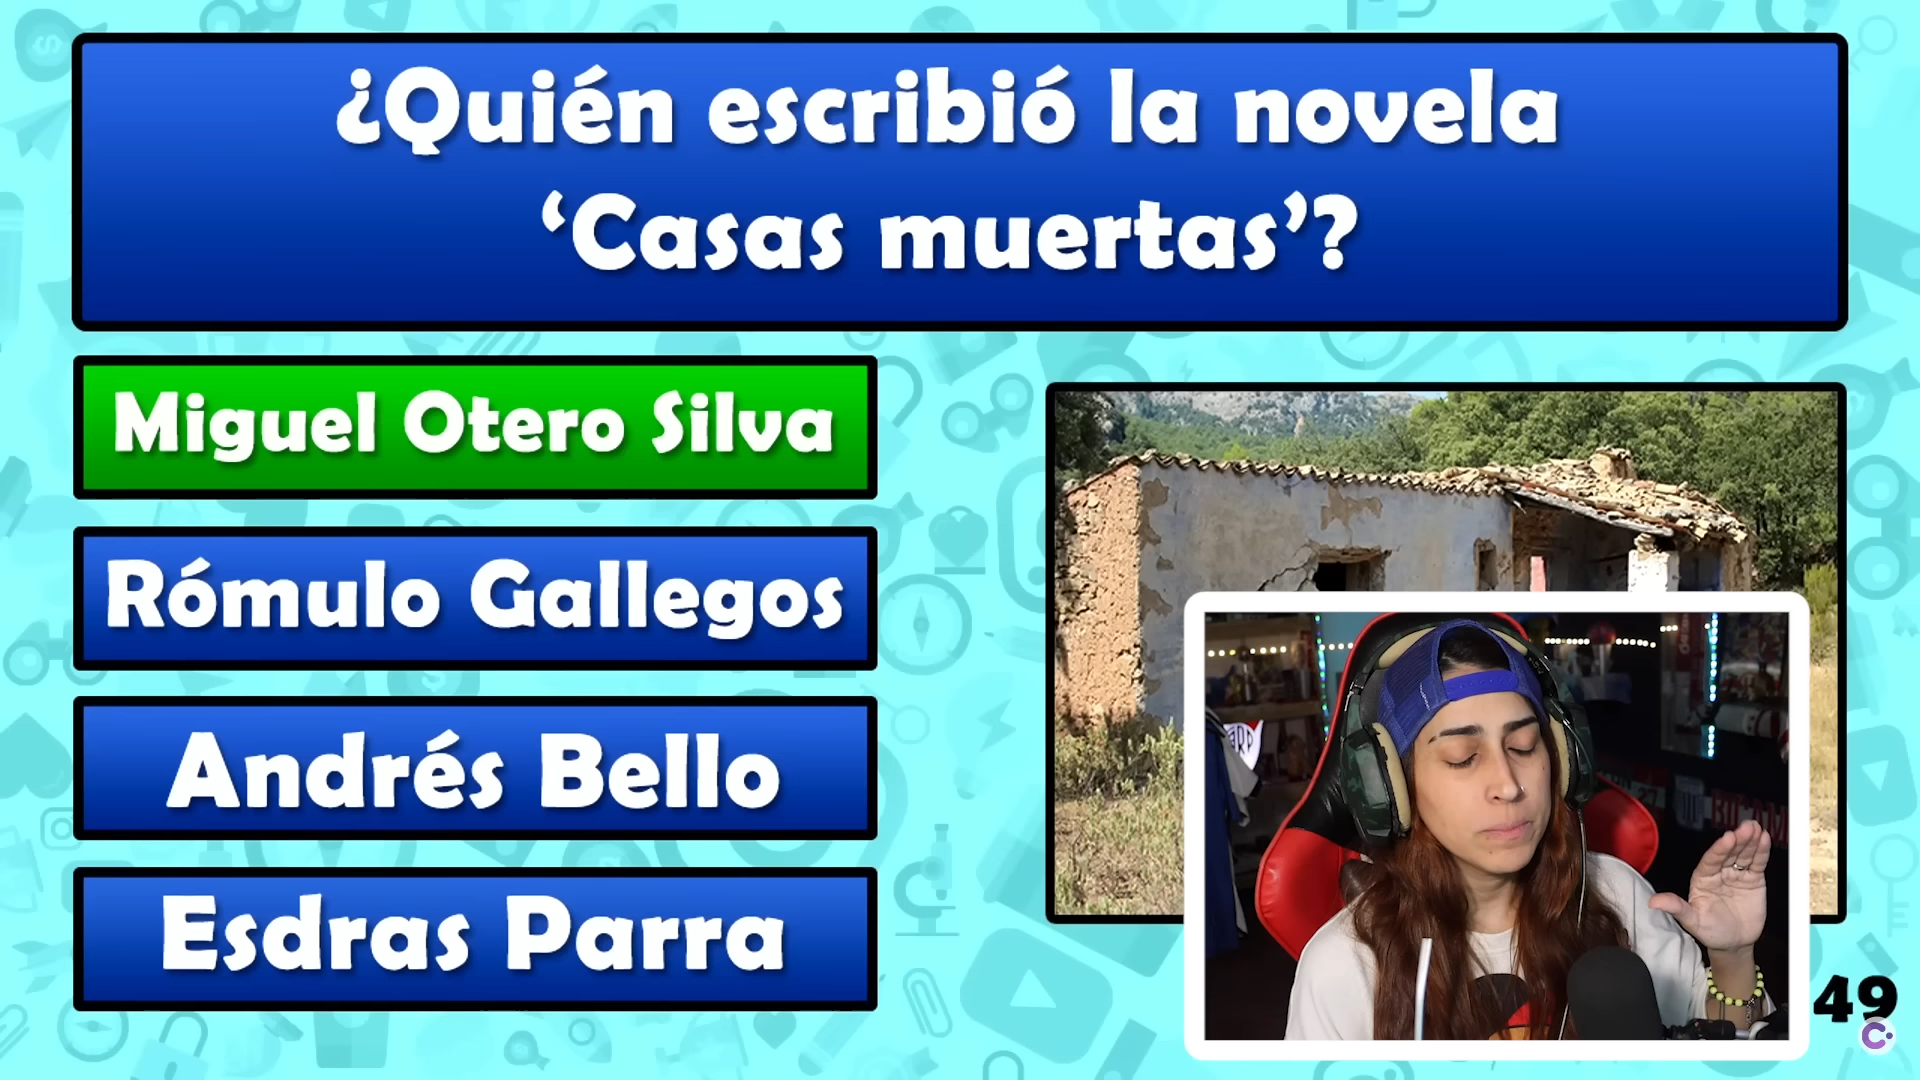 ¿Quién escribió la novela
‘Casas muertas’?
Miguel Otero Silva
Rómulo Gallegos
Andrés Bello
Esdras Parra
49